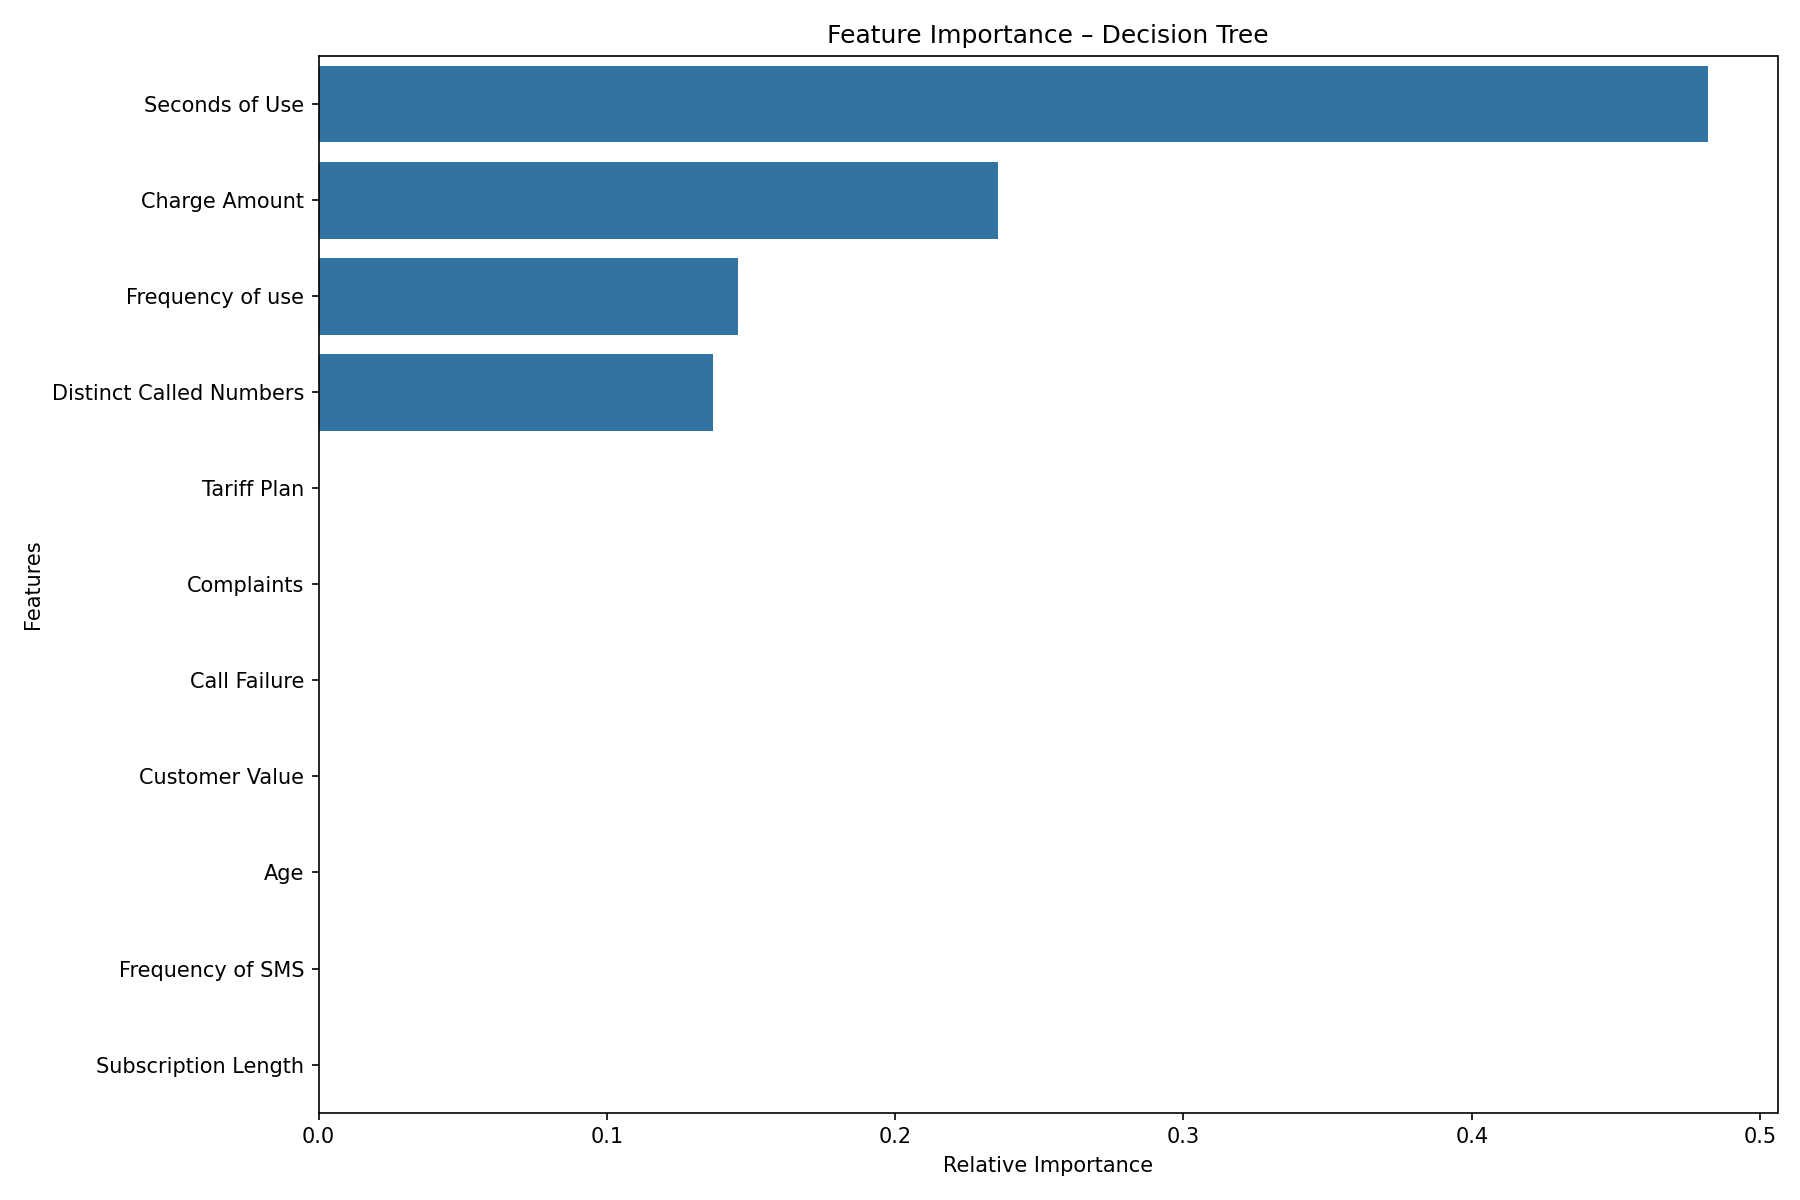 Feature Importance – Decision Tree
Seconds of Use
Charge Amount
Frequency of use
Distinct Called Numbers
Tariff Plan
Complaints
Call Failure
Customer Value
Age
Frequency of SMS
Subscription Length
Features
0.0 0.1 0.2 0.3 0.4 0.5
Relative Importance